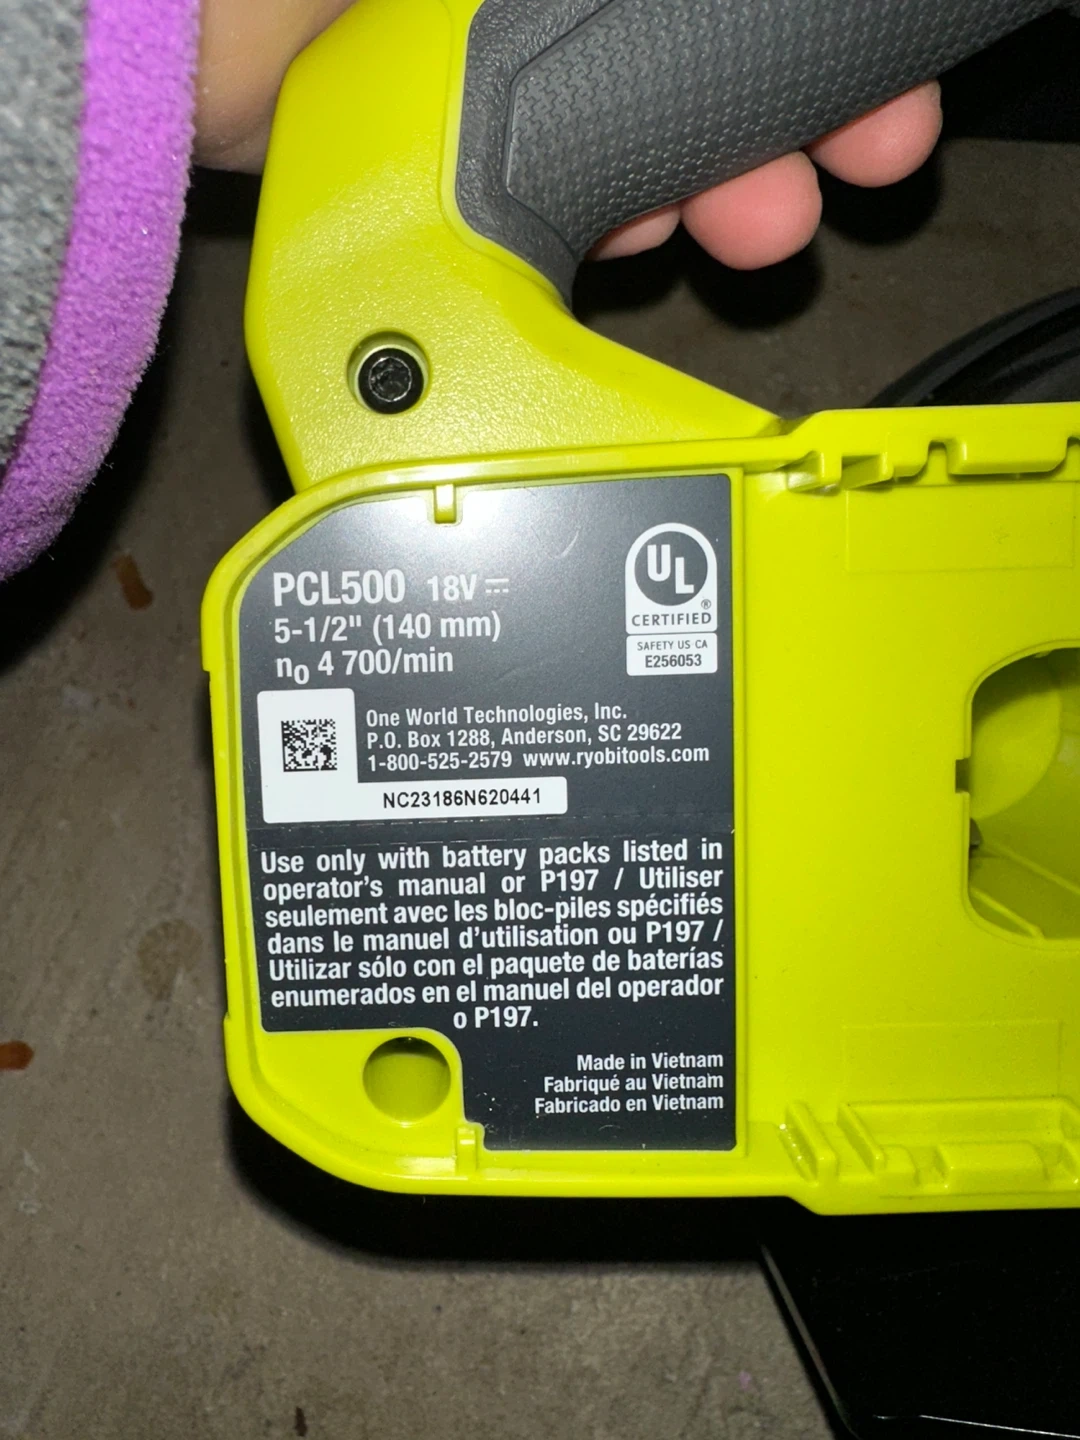 PCL500 18V
5-1/2" (140 mm)
n₀ 4 700/min
UL
®
CERTIFIED
SAFETY US CA
E256053
One World Technologies, Inc.
P.O. Box 1288, Anderson, SC 29622
1-800-525-2579 www.ryobitools.com
NC23186N620441
Use only with battery packs listed in
operator's manual or P197 / Utiliser
seulement avec les bloc-piles spécifiés
dans le manuel d'utilisation ou P197 /
Utilizar sólo con el paquete de baterías
enumerados en el manuel del operador
o P197.
Made in Vietnam
Fabriqué au Vietnam
Fabricado en Vietnam